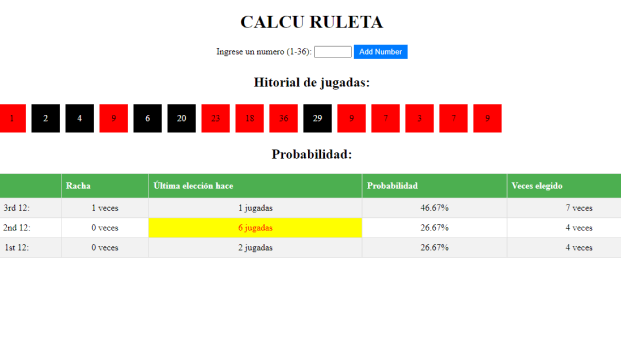 CALCU RULETA
Ingrese un numero (1-36): Add Number
Hitorial de jugadas:
1 2 4 9 6 20 23 18 36 29 9 7 3 7 9
Probabilidad:
Racha Última elección hace Probabilidad Veces elegido
3rd 12: 1 veces 1 jugadas 46.67% 7 veces
2nd 12: 0 veces 6 jugadas 26.67% 4 veces
1st 12: 0 veces 2 jugadas 26.67% 4 veces